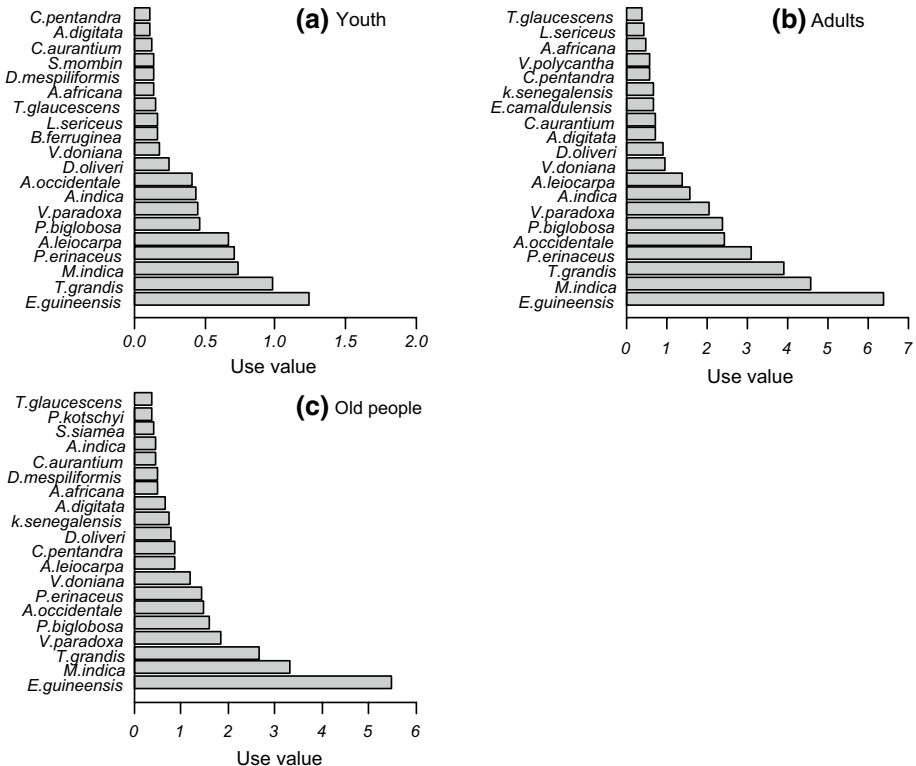 (a) Youth
C.pentandra
A.digitata
C.aurantium
S.mombin
D.mespiliformis
A.africana
T.glaucescens
L.sericeus
B.ferruginea
V.doniana
D.oliveri
A.occidentale
A.indica
V.paradoxa
P.biglobosa
A.leiocarpa
P.erinaceus
M.indica
T.grandis
E.guineensis
0.0 0.5 1.0 1.5 2.0
Use value
(b) Adults
T.glaucescens
L.sericeus
A.africana
V.polycantha
C.pentandra
k.senegalensis
E.camaldulensis
C.aurantium
A.digitata
D.oliveri
V.doniana
A.leiocarpa
A.indica
V.paradoxa
P.biglobosa
A.occidentale
P.erinaceus
T.grandis
M.indica
E.guineensis
0 1 2 3 4 5 6 7
Use value
(c) Old people
T.glaucescens
P.kotschyi
S.siamea
A.indica
C.aurantium
D.mespiliformis
A.africana
A.digitata
k.senegalensis
D.oliveri
C.pentandra
A.leiocarpa
V.doniana
P.erinaceus
A.occidentale
P.biglobosa
V.paradoxa
T.grandis
M.indica
E.guineensis
0 1 2 3 4 5 6
Use value